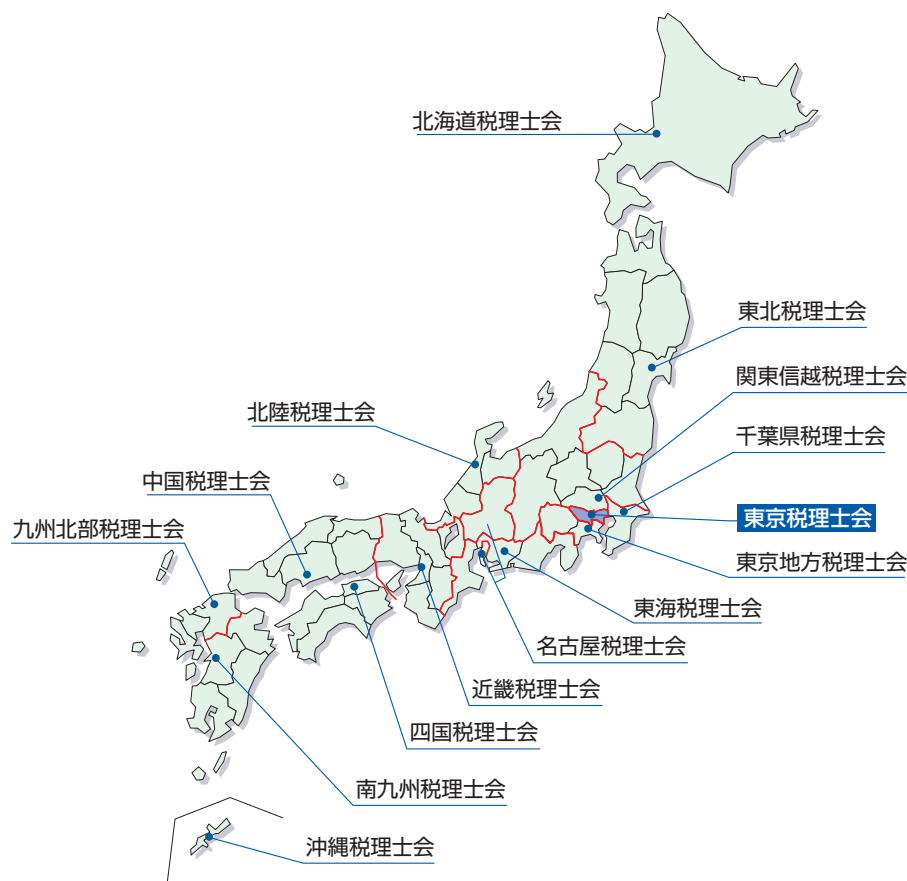 北海道税理士会
東北税理士会
関東信越税理士会
北陸税理士会
千葉県税理士会
中国税理士会
東京税理士会
九州北部税理士会
東京地方税理士会
東海税理士会
名古屋税理士会
近畿税理士会
四国税理士会
南九州税理士会
沖縄税理士会